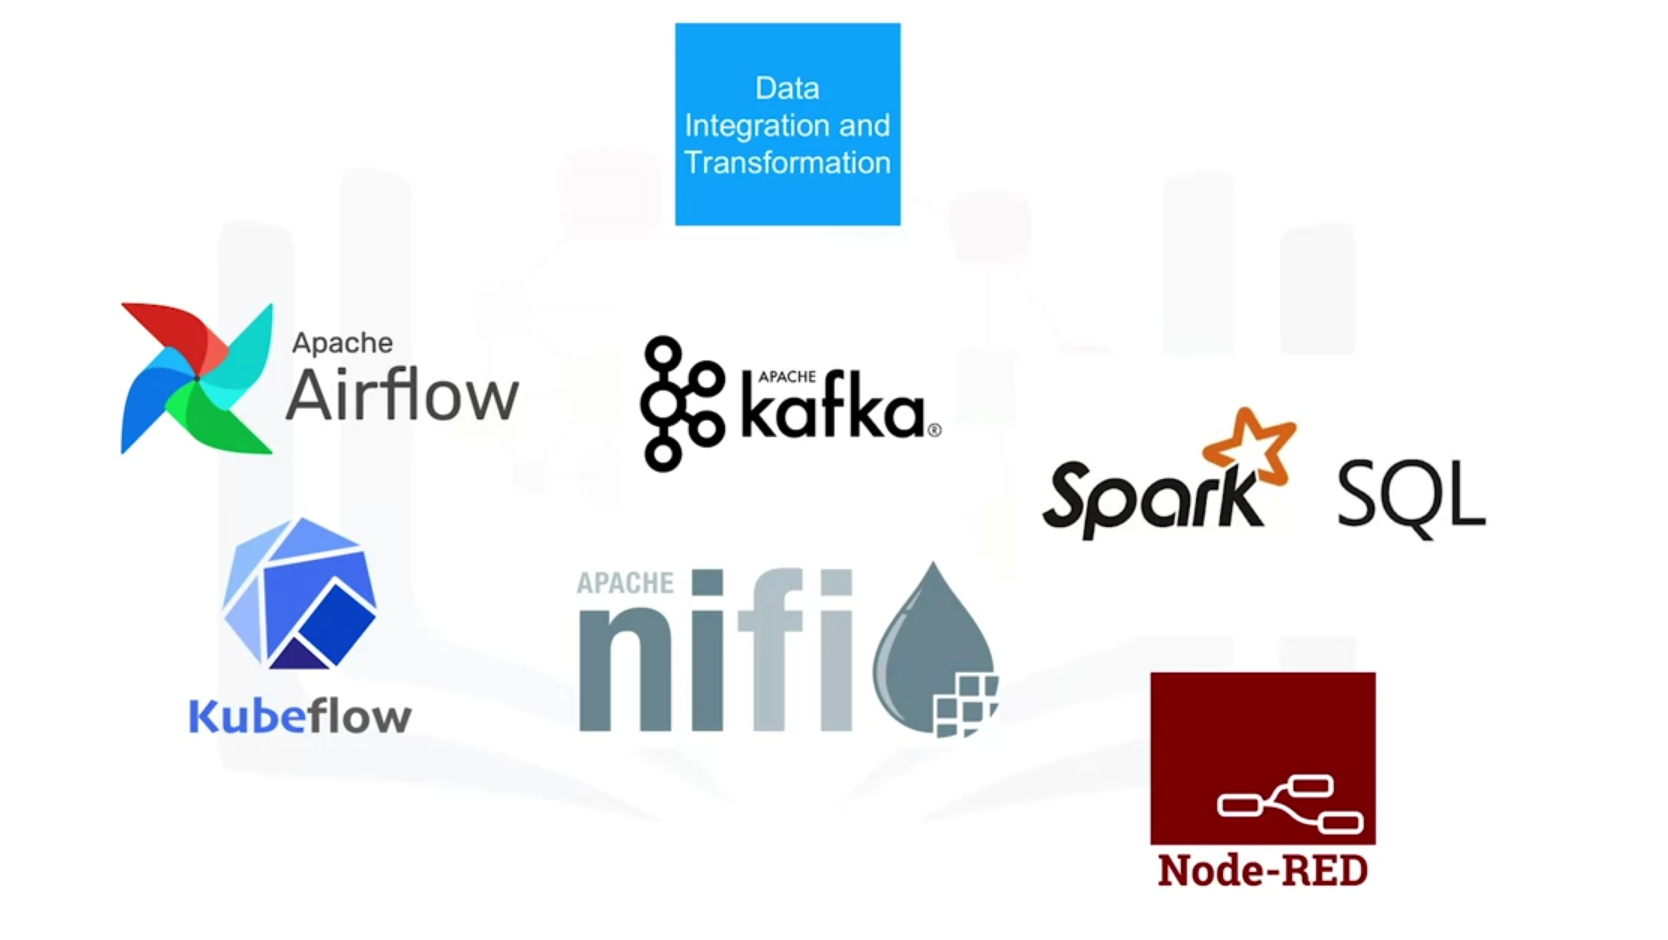 Data
Integration and
Transformation
Apache
Airflow
APACHE
kafka®
Spark SQL
Kubeflow
APACHE
nifi
Node-RED